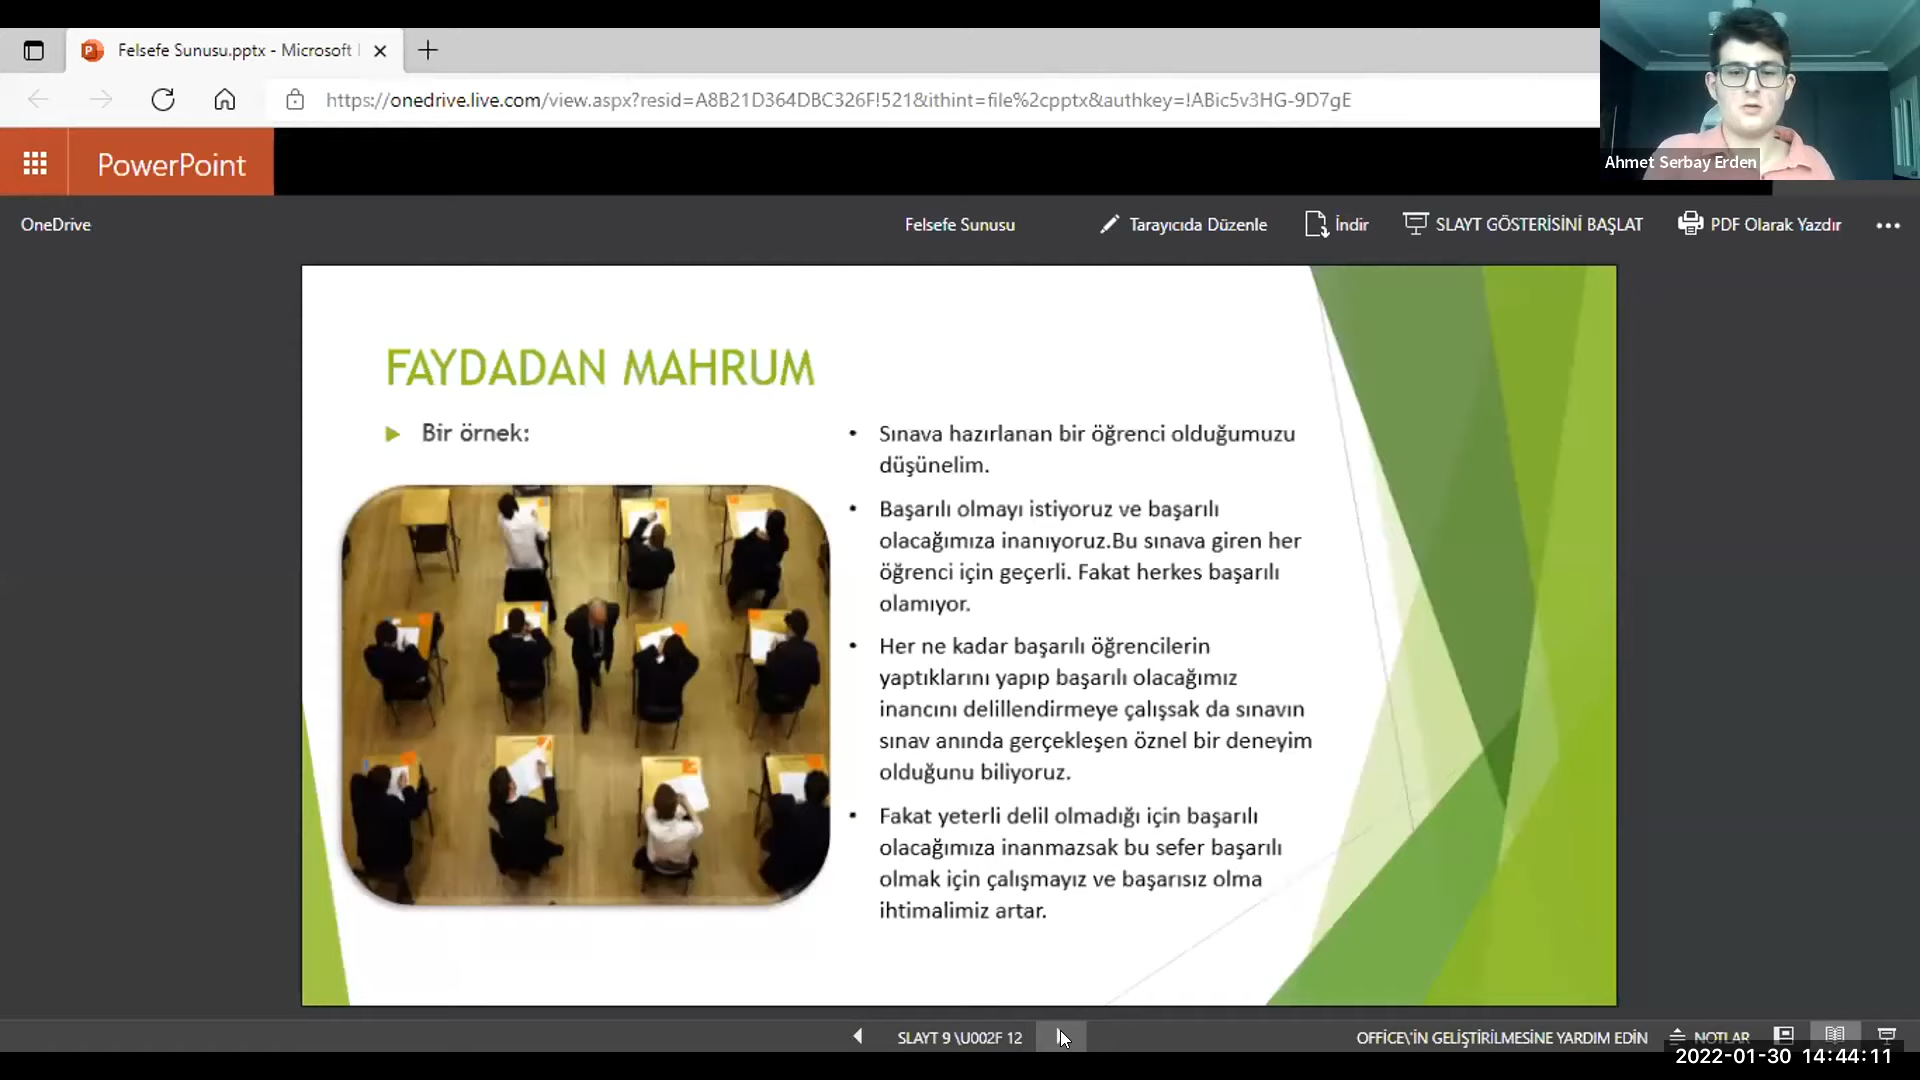 Felsefe Sunusu.pptx - Microsoft
https://onedrive.live.com/view.aspx?resid=A8B21D364DBC326F!521&ithint=file%2cpptx&authkey=!ABic5v3HG-9D7gE
Ahmet Serbay Erden
PowerPoint
OneDrive
Felsefe Sunusu
Tarayıcıda Düzenle
İndir
SLAYT GÖSTERİSİNİ BAŞLAT
PDF Olarak Yazdır
FAYDADAN MAHRUM
Bir örnek:
• Sınava hazırlanan bir öğrenci olduğumuzu
düşünelim.
• Başarılı olmayı istiyoruz ve başarılı
olacağımıza inanıyoruz.Bu sınava giren her
öğrenci için geçerli. Fakat herkes başarılı
olamıyor.
• Her ne kadar başarılı öğrencilerin
yaptıklarını yapıp başarılı olacağımız
inancını delillendirmeye çalışsak da sınavın
sınav anında gerçekleşen öznel bir deneyim
olduğunu biliyoruz.
• Fakat yeterli delil olmadığı için başarılı
olacağımıza inanmazsak bu sefer başarılı
olmak için çalışmayız ve başarısız olma
ihtimalimiz artar.
SLAYT 9 \U002F 12
OFFICE\'İN GELİŞTİRİLMESİNE YARDIM EDİN
NOTLAR
2022-01-30 14:44:11